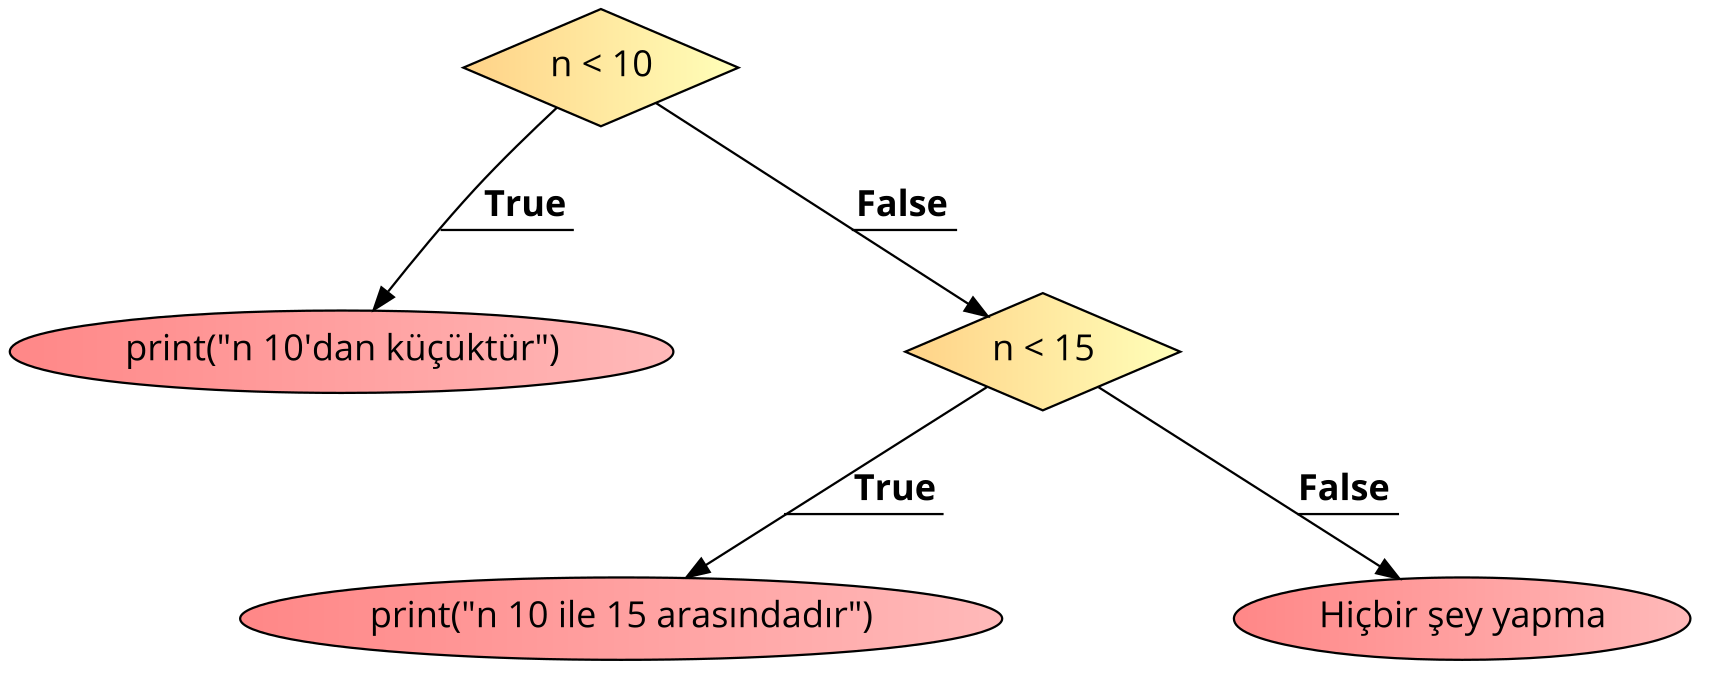 n < 10
True
False
print("n 10'dan küçüktür")
n < 15
True
False
print("n 10 ile 15 arasındadır")
Hiçbir şey yapma